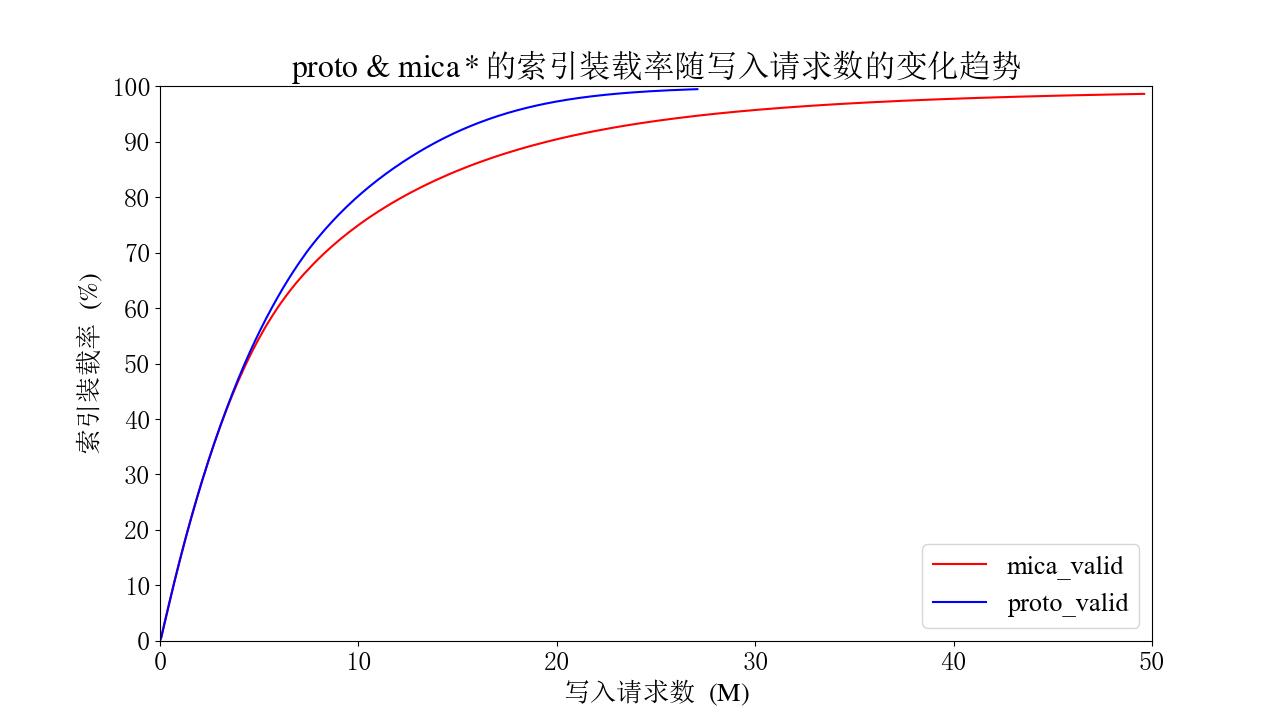 proto & mica * 的索引装载率随写入请求数的变化趋势
100
90
80
70
60
50
40
30
20
10
0
索引装载率 (%)
0 10 20 30 40 50
写入请求数 (M)
mica_valid
proto_valid